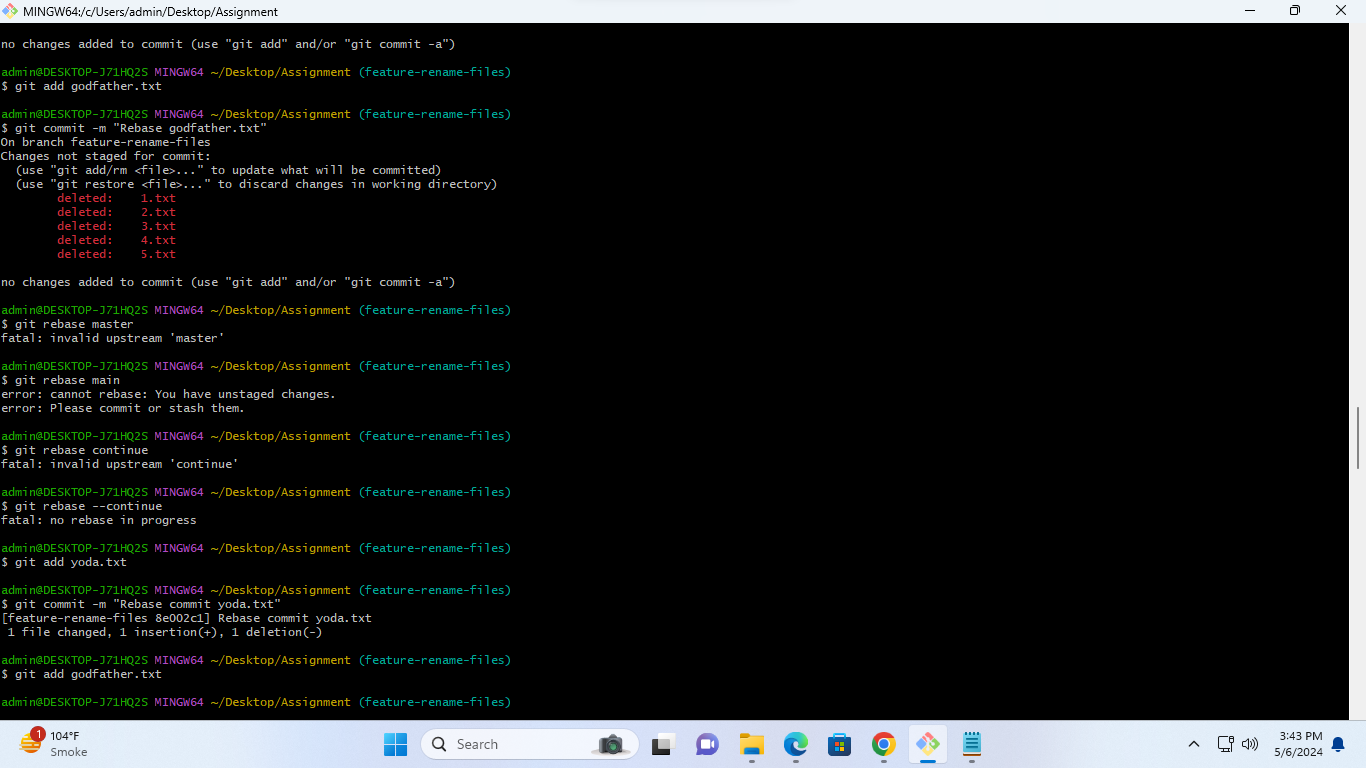 MINGW64:/c/Users/admin/Desktop/Assignment
no changes added to commit (use "git add" and/or "git commit -a")
admin@DESKTOP-J71HQ2S MINGW64 ~/Desktop/Assignment (feature-rename-files)
$ git add godfather.txt
admin@DESKTOP-J71HQ2S MINGW64 ~/Desktop/Assignment (feature-rename-files)
$ git commit -m "Rebase godfather.txt"
On branch feature-rename-files
Changes not staged for commit:
(use "git add/rm <file>..." to update what will be committed)
(use "git restore <file>..." to discard changes in working directory)
deleted: 1.txt
deleted: 2.txt
deleted: 3.txt
deleted: 4.txt
deleted: 5.txt
no changes added to commit (use "git add" and/or "git commit -a")
admin@DESKTOP-J71HQ2S MINGW64 ~/Desktop/Assignment (feature-rename-files)
$ git rebase master
fatal: invalid upstream 'master'
admin@DESKTOP-J71HQ2S MINGW64 ~/Desktop/Assignment (feature-rename-files)
$ git rebase main
error: cannot rebase: You have unstaged changes.
error: Please commit or stash them.
admin@DESKTOP-J71HQ2S MINGW64 ~/Desktop/Assignment (feature-rename-files)
$ git rebase continue
fatal: invalid upstream 'continue'
admin@DESKTOP-J71HQ2S MINGW64 ~/Desktop/Assignment (feature-rename-files)
$ git rebase --continue
fatal: no rebase in progress
admin@DESKTOP-J71HQ2S MINGW64 ~/Desktop/Assignment (feature-rename-files)
$ git add yoda.txt
admin@DESKTOP-J71HQ2S MINGW64 ~/Desktop/Assignment (feature-rename-files)
$ git commit -m "Rebase commit yoda.txt"
[feature-rename-files 8e002c1] Rebase commit yoda.txt
1 file changed, 1 insertion(+), 1 deletion(-)
admin@DESKTOP-J71HQ2S MINGW64 ~/Desktop/Assignment (feature-rename-files)
$ git add godfather.txt
admin@DESKTOP-J71HQ2S MINGW64 ~/Desktop/Assignment (feature-rename-files)
1
104°F
Smoke
Search
3:43 PM
5/6/2024